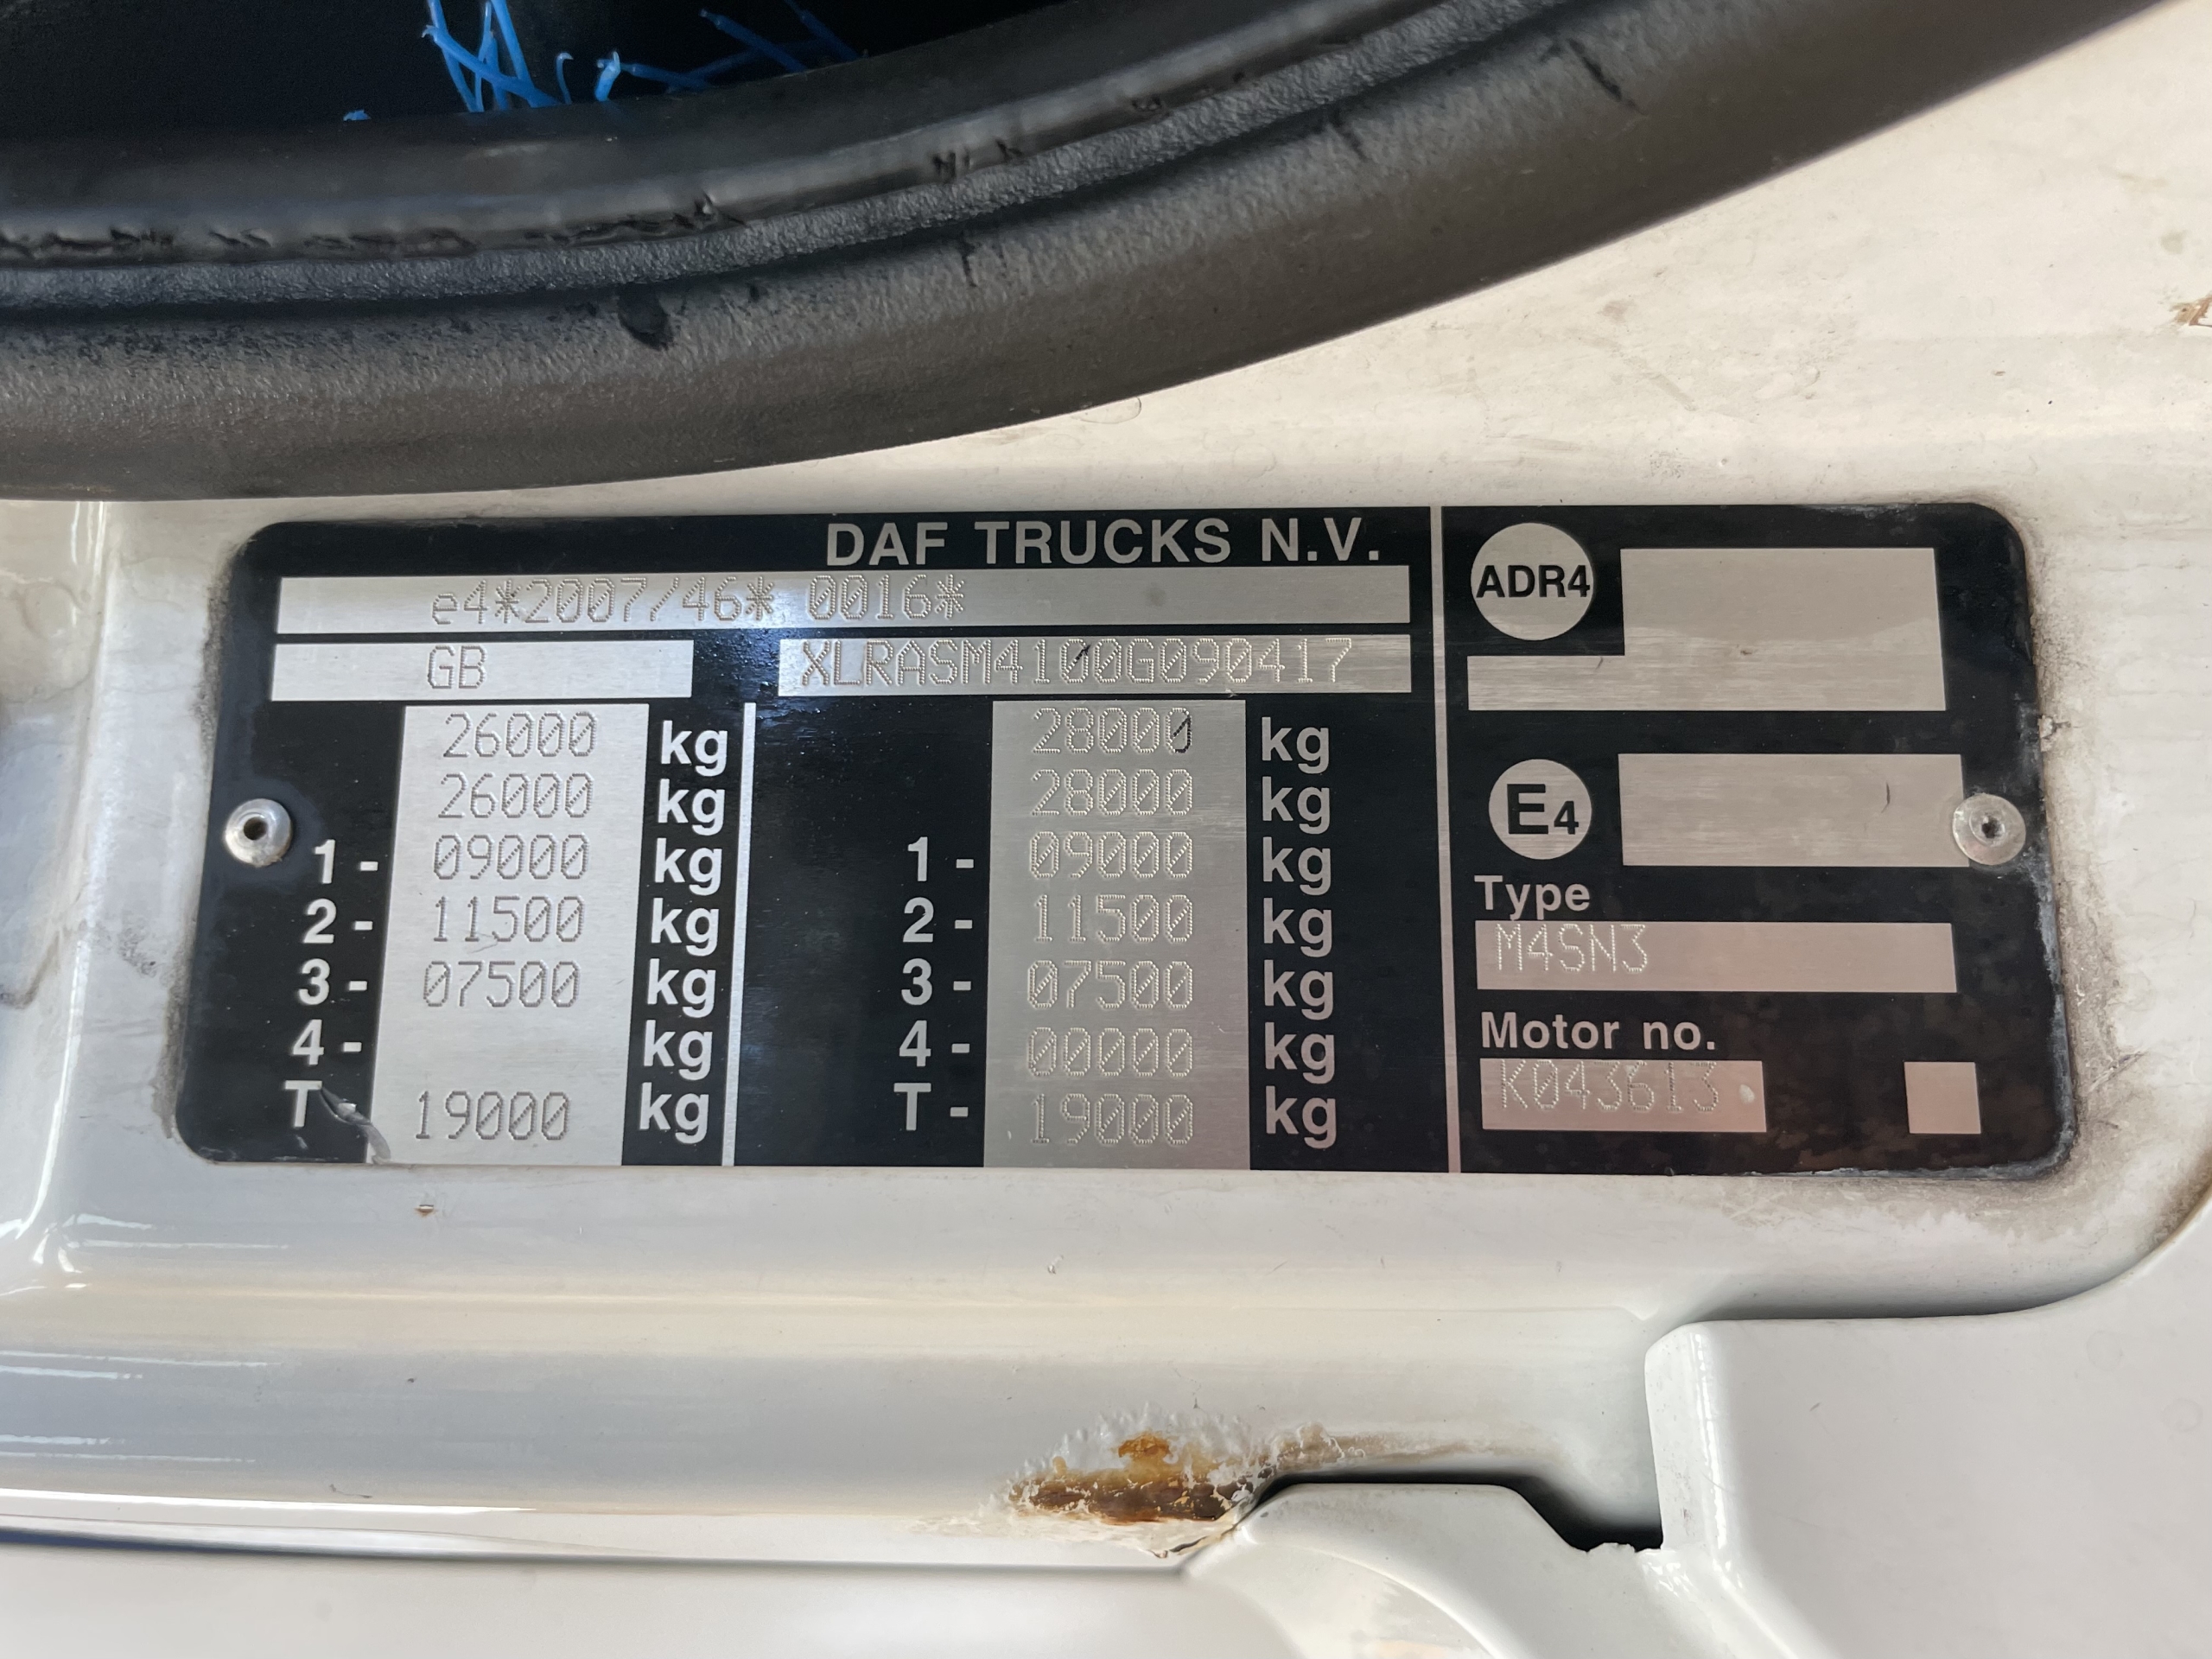 DAF TRUCKS N.V.
e4*2007/46* 0016*
GB XLRASM4100G090417
26000 kg 28000 kg
26000 kg 28000 kg
1- 09000 kg 1- 09000 kg
2- 11500 kg 2- 11500 kg
3- 07500 kg 3- 07500 kg
4- kg 4- 00000 kg
T- 19000 kg T- 19000 kg
ADR4
E4
Type
M4SN3
Motor no.
K043613